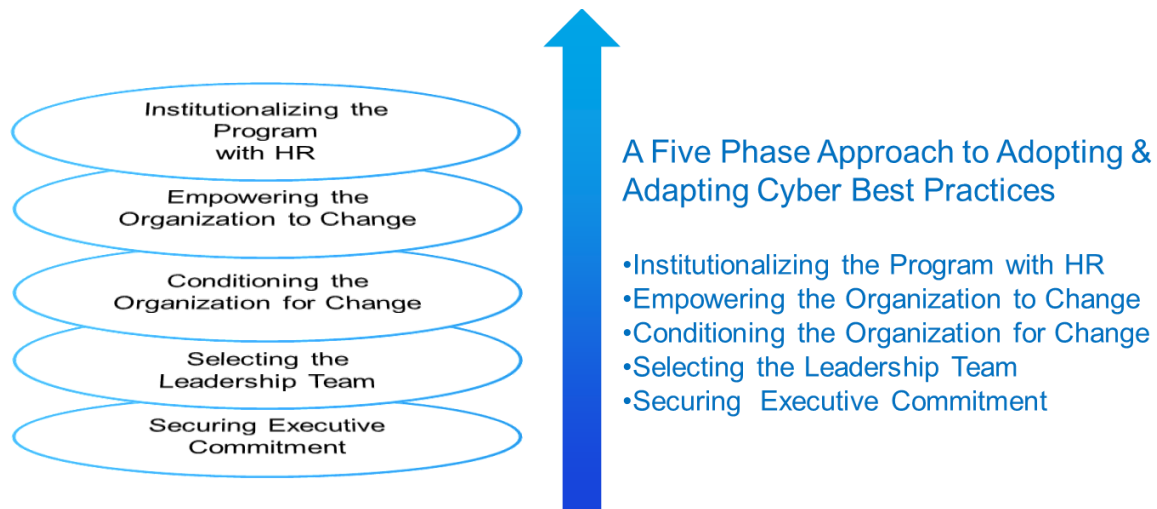 Institutionalizing the
Program
with HR
Empowering the
Organization to Change
Conditioning the
Organization for Change
Selecting the
Leadership Team
Securing Executive
Commitment
A Five Phase Approach to Adopting &
Adapting Cyber Best Practices
•Institutionalizing the Program with HR
•Empowering the Organization to Change
•Conditioning the Organization for Change
•Selecting the Leadership Team
•Securing Executive Commitment